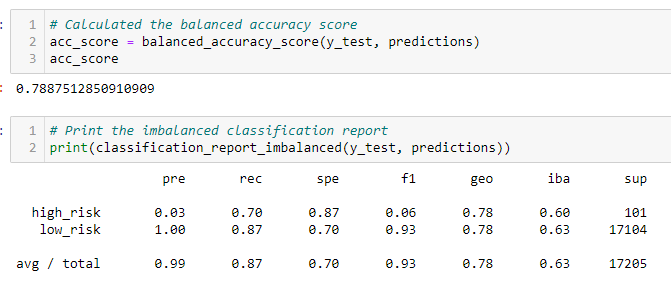 1 # Calculated the balanced accuracy score
2 acc_score = balanced_accuracy_score(y_test, predictions)
3 acc_score
0.7887512850910909
1 # Print the imbalanced classification report
2 print(classification_report_imbalanced(y_test, predictions))
pre rec spe f1 geo iba sup
high_risk 0.03 0.70 0.87 0.06 0.78 0.60 101
low_risk 1.00 0.87 0.70 0.93 0.78 0.63 17104
avg / total 0.99 0.87 0.70 0.93 0.78 0.63 17205